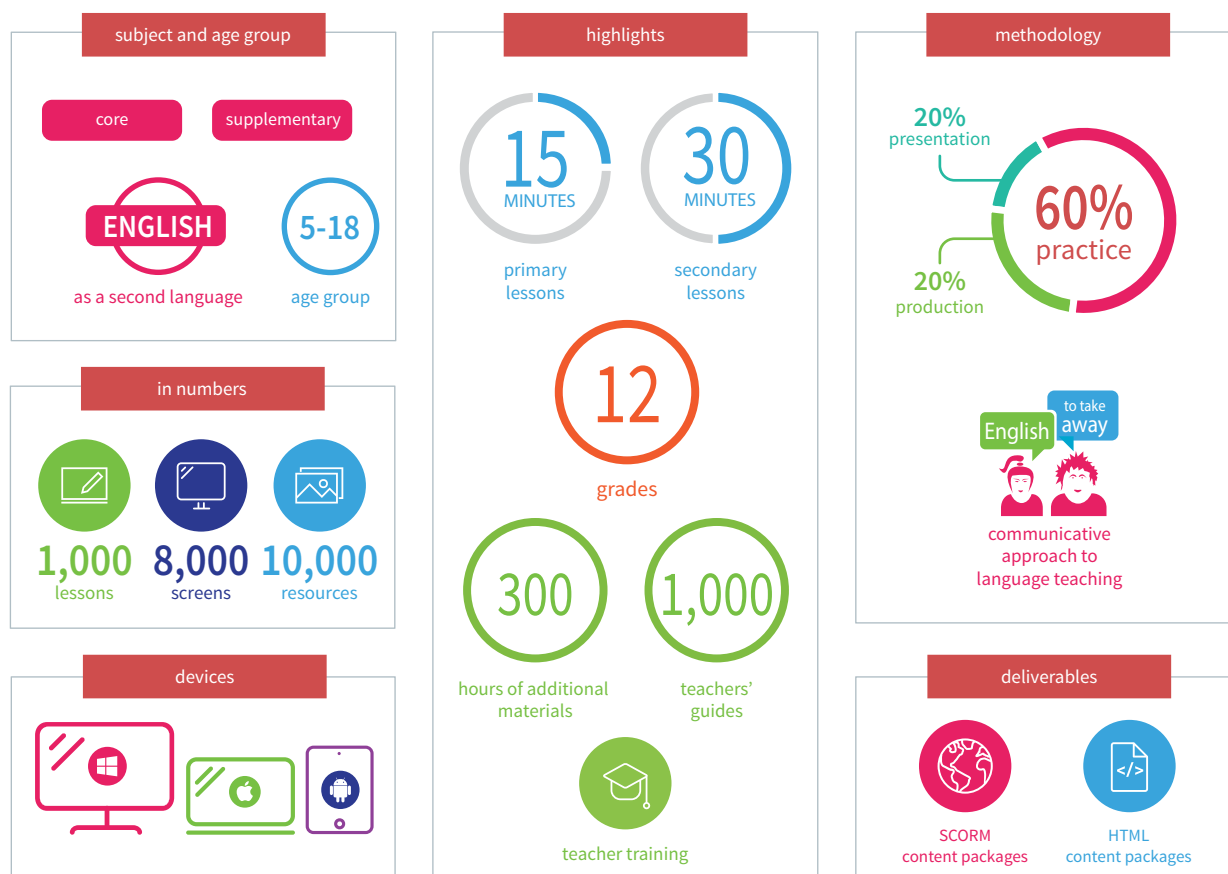 subject and age group
core
supplementary
ENGLISH
as a second language
5-18
age group
in numbers
1,000
lessons
8,000
screens
10,000
resources
devices
highlights
15
MINUTES
primary
lessons
30
MINUTES
secondary
lessons
12
grades
300
hours of additional
materials
1,000
teachers’
guides
teacher training
methodology
20%
presentation
60%
practice
20%
production
English
to take
away
communicative
approach to
language teaching
deliverables
</>
SCORM
content packages
HTML
content packages